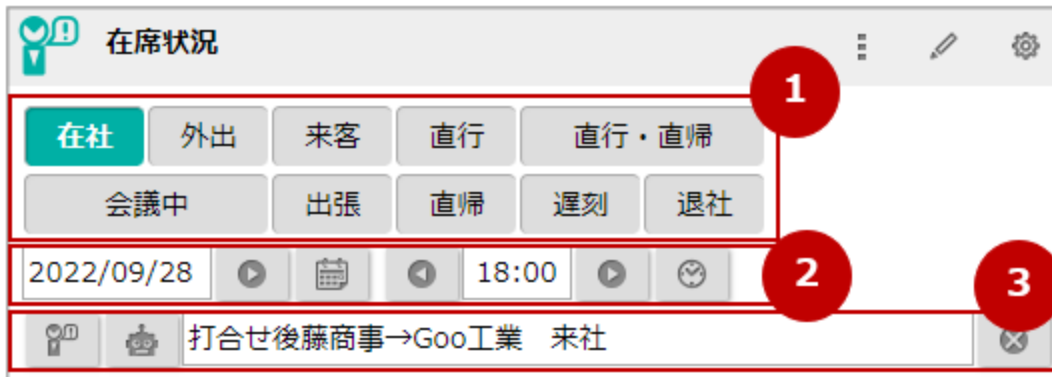 在席状況
1
在社 外出 来客 直行 直行・直帰
会議中 出張 直帰 遅刻 退社
2022/09/28 18:00 2
3
打合せ後藤商事→Goo工業　来社